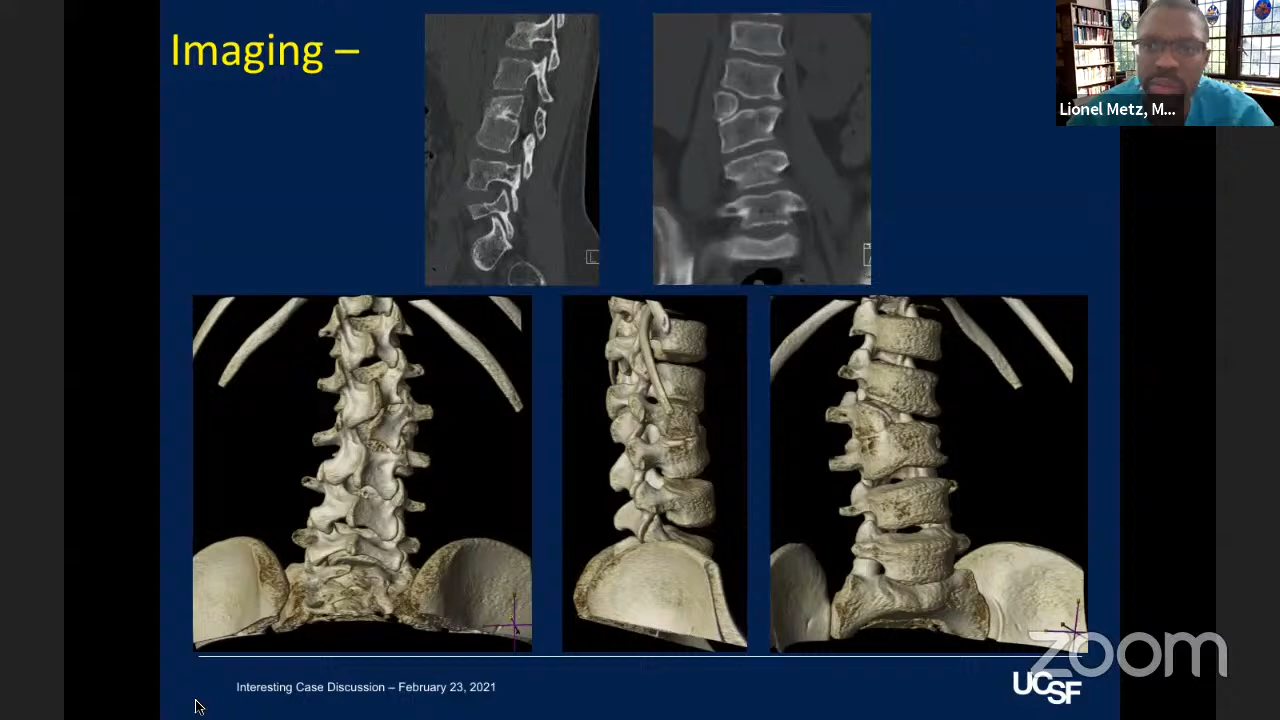 Imaging –
Lionel Metz, M...
L
Interesting Case Discussion – February 23, 2021
UCSF
zoom